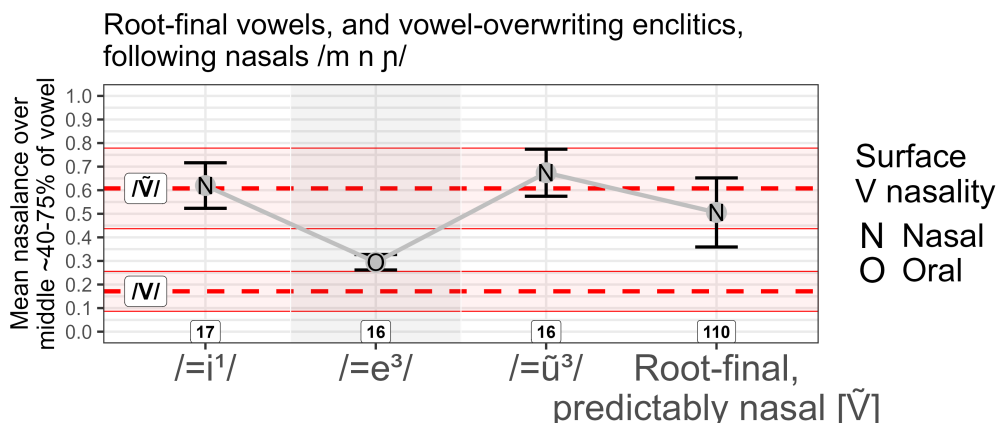 Root-final vowels, and vowel-overwriting enclitics,
following nasals /m n ɲ/
Mean nasalance over
middle ~40-75% of vowel
1.0
0.9
0.8
0.7
0.6
0.5
0.4
0.3
0.2
0.1
0.0
/Ṽ/
/V/
N
O
N
N
17
16
16
110
/=i¹/
/=e³/
/=ũ³/
Root-final,
predictably nasal [Ṽ]
Surface
V nasality
N Nasal
O Oral